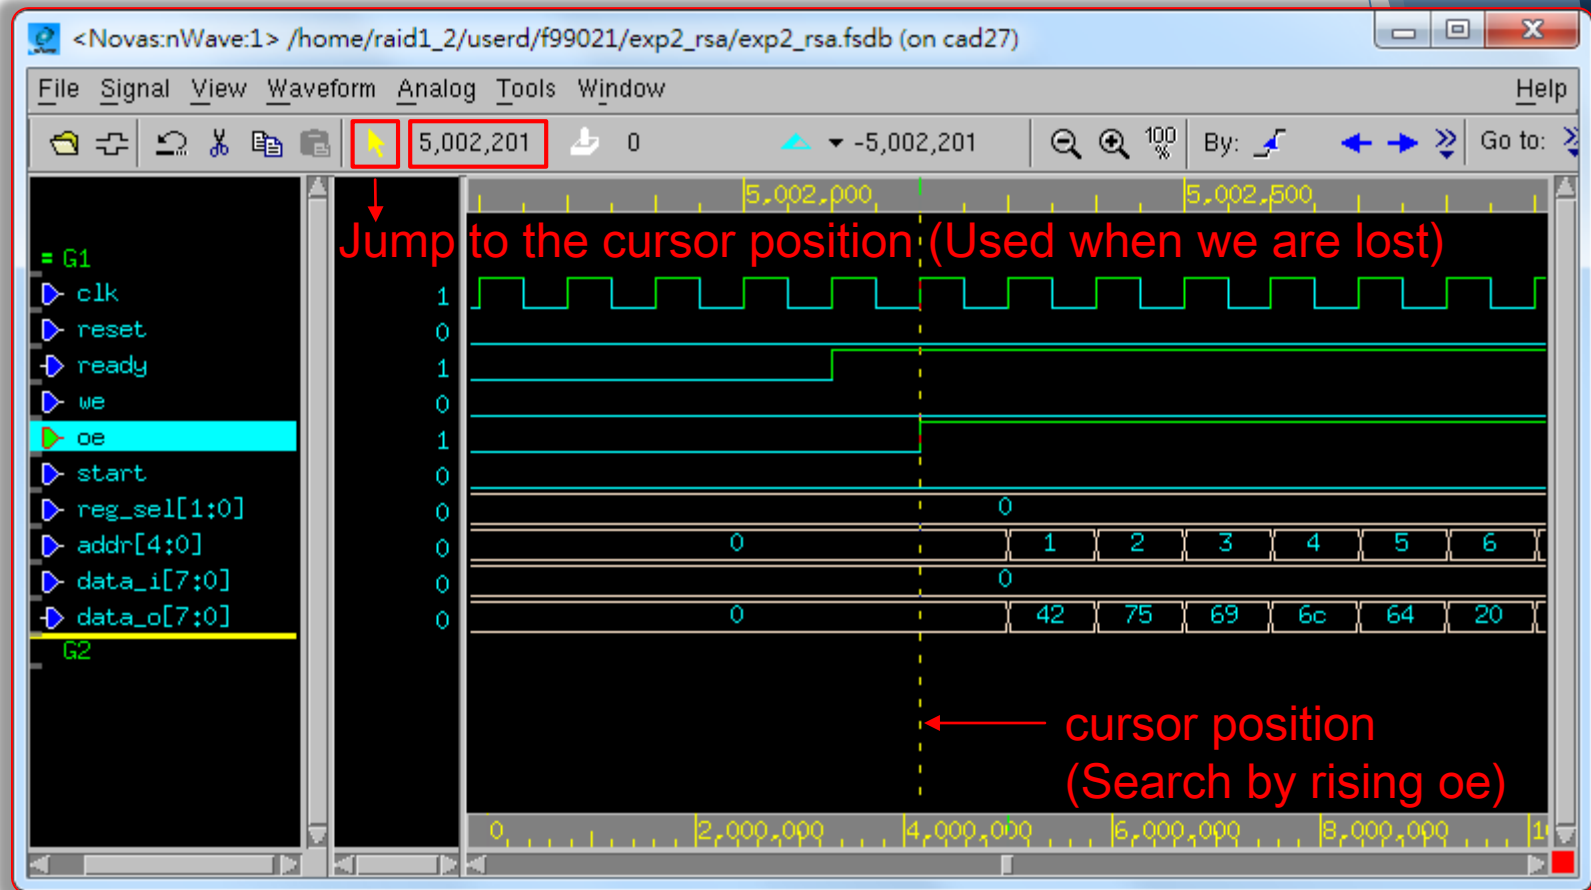 <Novas:nWave:1> /home/raid1_2/userd/f99021/exp2_rsa/exp2_rsa.fsdb (on cad27)
File Signal View Waveform Analog Tools Window Help
5,002,201 0 -5,002,201 100 % By: Go to:
5,002,000 5,002,500
Jump to the cursor position (Used when we are lost)
= G1
clk 1
reset 0
ready 1
we 0
oe 1
start 0
reg_sel[1:0] 0 0
addr[4:0] 0 0 1 2 3 4 5 6
data_i[7:0] 0 0
data_o[7:0] 0 0 42 75 69 6c 64 20
G2
cursor position
(Search by rising oe)
0 2,000,000 4,000,000 6,000,000 8,000,000